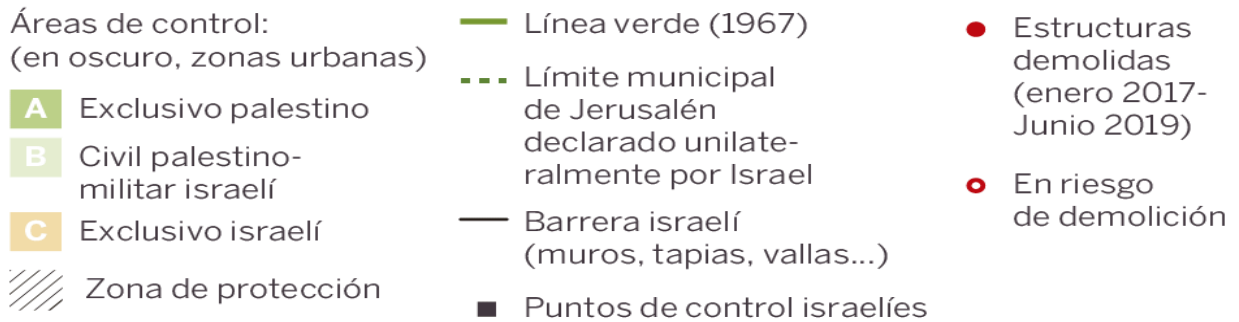 Áreas de control:
(en oscuro, zonas urbanas)
A Exclusivo palestino
B Civil palestino-
militar israelí
C Exclusivo israelí
Zona de protección
Línea verde (1967)
Límite municipal
de Jerusalén
declarado unilate-
ralmente por Israel
Barrera israelí
(muros, tapias, vallas...)
Puntos de control israelíes
Estructuras
demolidas
(enero 2017-
Junio 2019)
En riesgo
de demolición